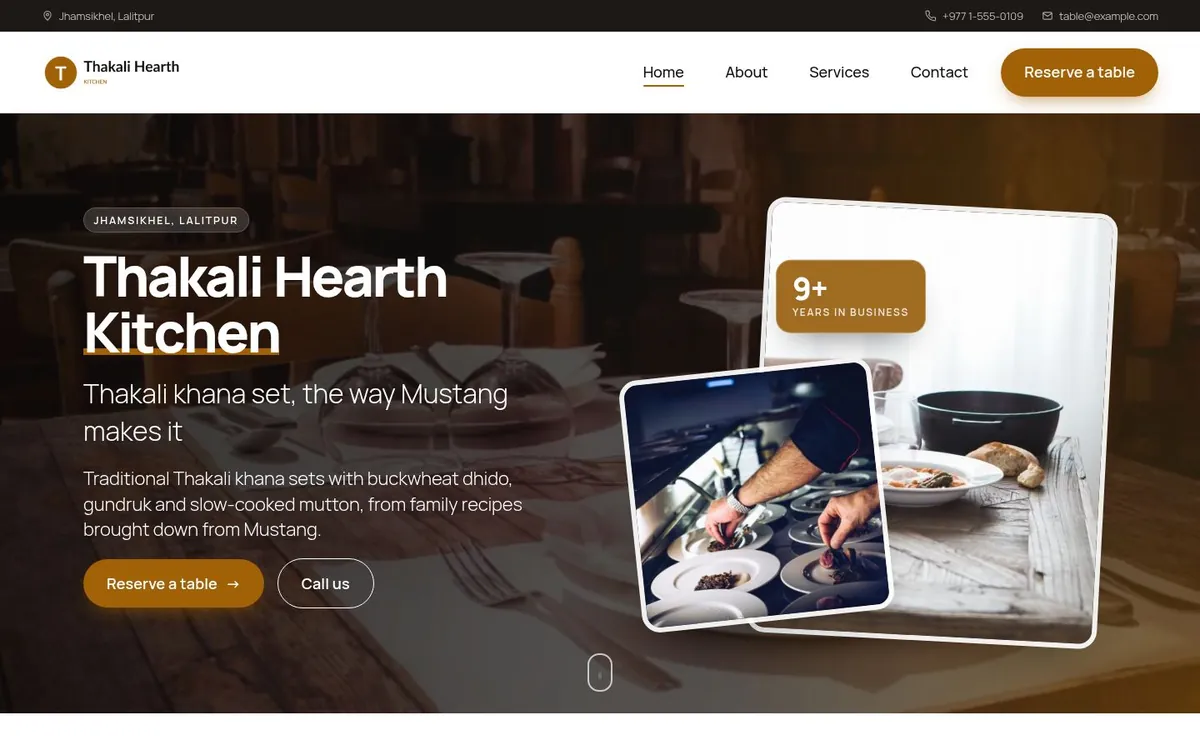 Jhamsikhel, Lalitpur
+977 1-555-0109
table@example.com
T
Thakali Hearth
KITCHEN
Home
About
Services
Contact
Reserve a table
JHAMSIKHEL, LALITPUR
Thakali Hearth
Kitchen
Thakali khana set, the way Mustang
makes it
Traditional Thakali khana sets with buckwheat dhido,
gundruk and slow-cooked mutton, from family recipes
brought down from Mustang.
Reserve a table →
Call us
9+
YEARS IN BUSINESS